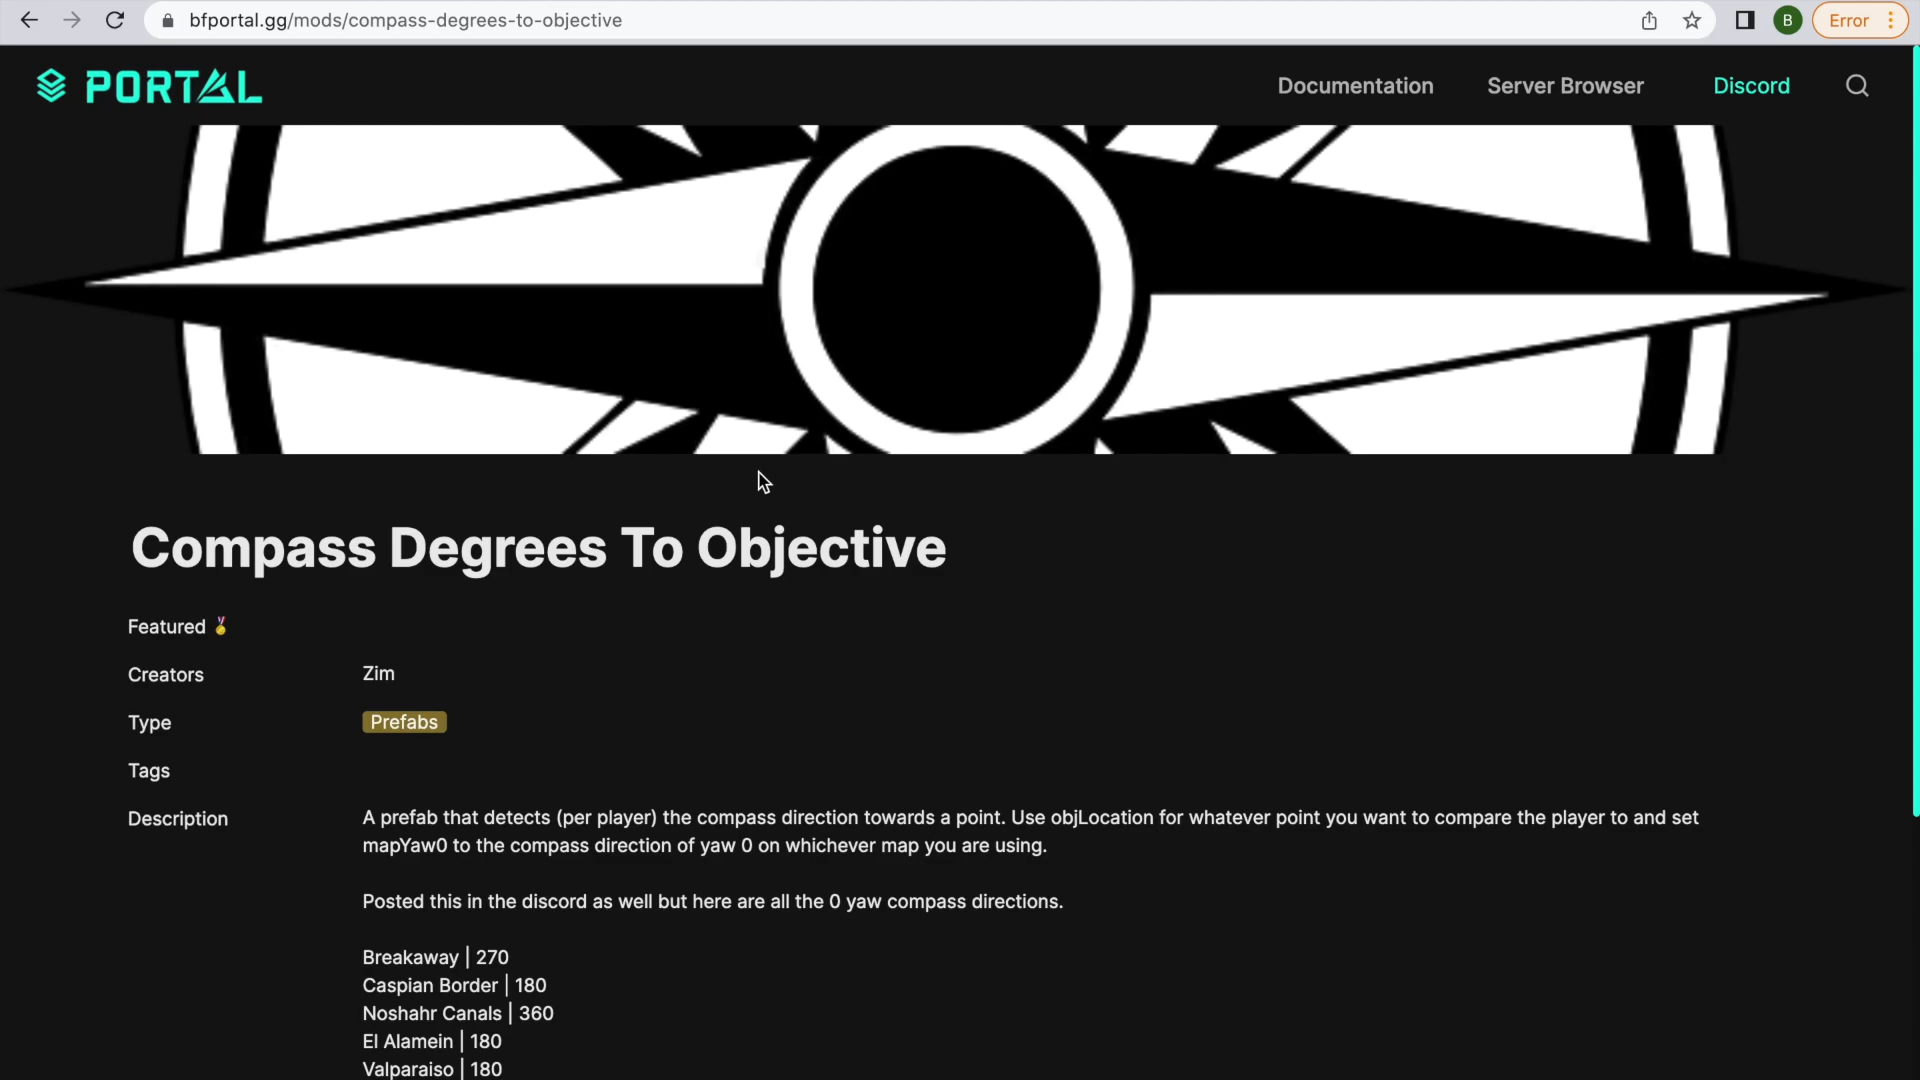 bfportal.gg/mods/compass-degrees-to-objective
B
Error
PORTAL
Documentation
Server Browser
Discord
Compass Degrees To Objective
Featured 🏅
Creators
Zim
Type
Prefabs
Tags
Description
A prefab that detects (per player) the compass direction towards a point. Use objLocation for whatever point you want to compare the player to and set
mapYaw0 to the compass direction of yaw 0 on whichever map you are using.
Posted this in the discord as well but here are all the 0 yaw compass directions.
Breakaway | 270
Caspian Border | 180
Noshahr Canals | 360
El Alamein | 180
Valparaiso | 180